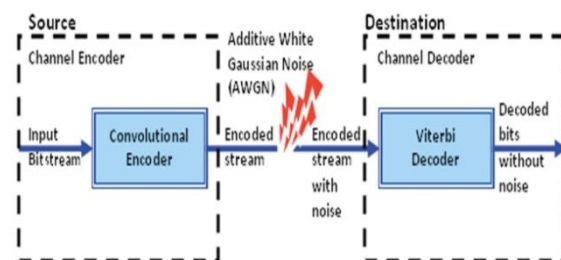 Source
Channel Encoder
Input
Bitstream
Convolutional
Encoder
Encoded
stream
Additive White
Gaussian Noise
(AWGN)
Encoded
stream
with
noise
Destination
Channel Decoder
Viterbi
Decoder
Decoded
bits
without
noise